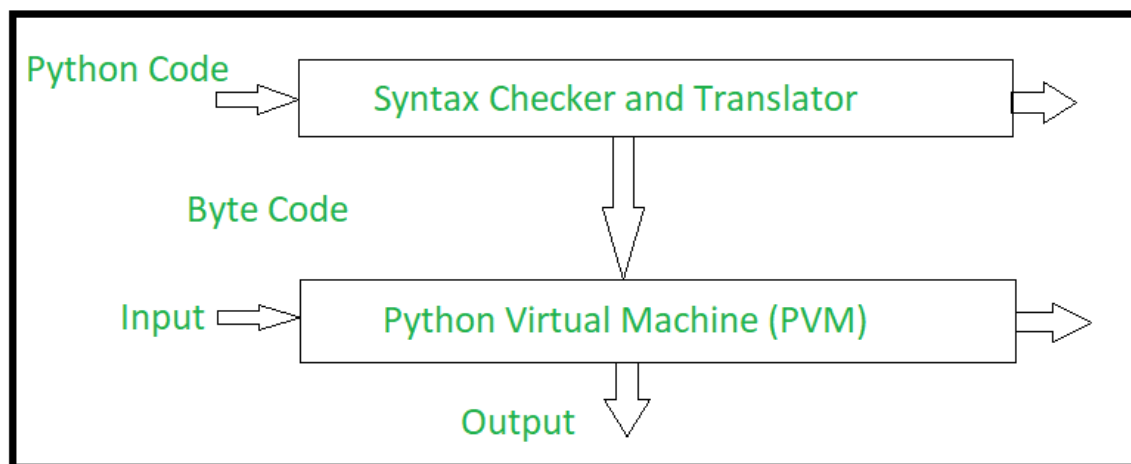 Python Code
Syntax Checker and Translator
Byte Code
Input
Python Virtual Machine (PVM)
Output